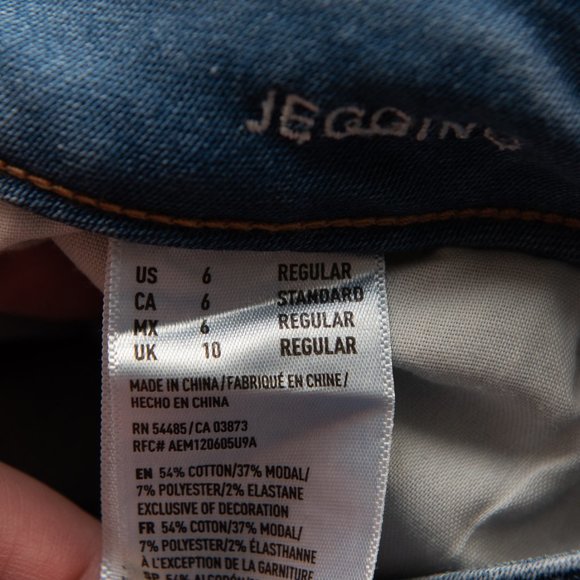 JEGGING
US 6 REGULAR
CA 6 STANDARD
MX 6 REGULAR
UK 10 REGULAR
MADE IN CHINA/FABRIQUÉ EN CHINE/
HECHO EN CHINA
RN 54485/CA 03873
RFC# AEM120605U9A
EN 54% COTTON/37% MODAL/
7% POLYESTER/2% ELASTANE
EXCLUSIVE OF DECORATION
FR 54% COTON/37% MODAL/
7% POLYESTER/2% ÉLASTHANNE
À L'EXCEPTION DE LA GARNITURE